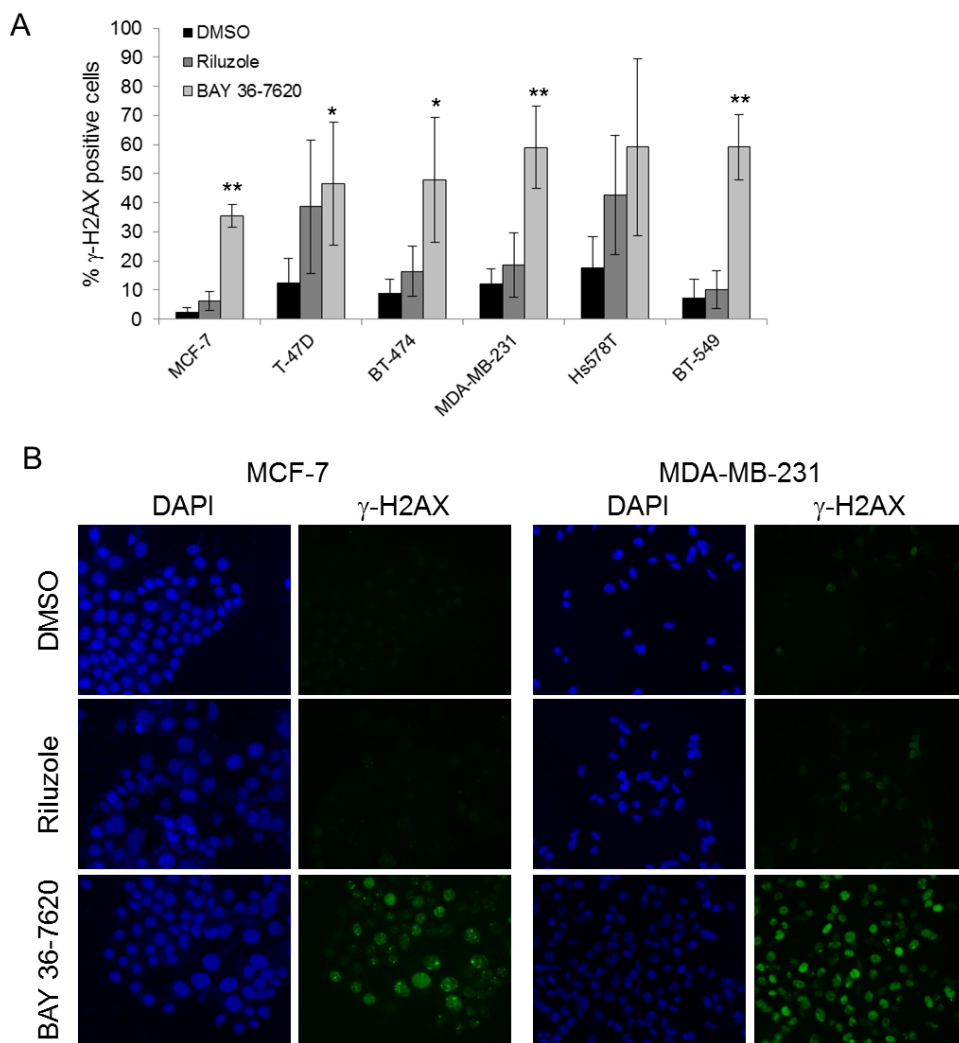 A
100
90
80
70
60
50
40
30
20
10
0
% γ-H2AX positive cells
DMSO
Riluzole
BAY 36-7620
**
*
*
**
**
MCF-7
T-47D
BT-474
MDA-MB-231
Hs578T
BT-549
B
MCF-7 MDA-MB-231
DAPI γ-H2AX DAPI γ-H2AX
DMSO
Riluzole
BAY 36-7620